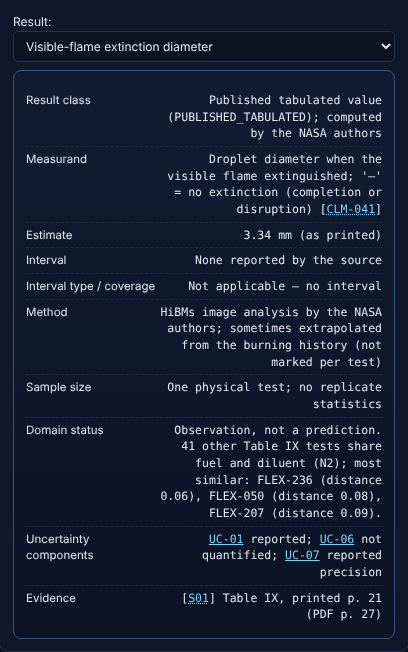 Result:
Visible-flame extinction diameter
Result class Published tabulated value
(PUBLISHED_TABULATED); computed
by the NASA authors
Measurand Droplet diameter when the
visible flame extinguished; '—'
= no extinction (completion or
disruption) [CLM-041]
Estimate 3.34 mm (as printed)
Interval None reported by the source
Interval type / coverage Not applicable — no interval
Method HiBMs image analysis by the NASA
authors; sometimes extrapolated
from the burning history (not
marked per test)
Sample size One physical test; no replicate
statistics
Domain status Observation, not a prediction.
41 other Table IX tests share
fuel and diluent (N2); most
similar: FLEX-236 (distance
0.06), FLEX-050 (distance 0.08),
FLEX-207 (distance 0.09).
Uncertainty UC-01 reported; UC-06 not
components quantified; UC-07 reported
precision
Evidence [S01] Table IX, printed p. 21
(PDF p. 27)